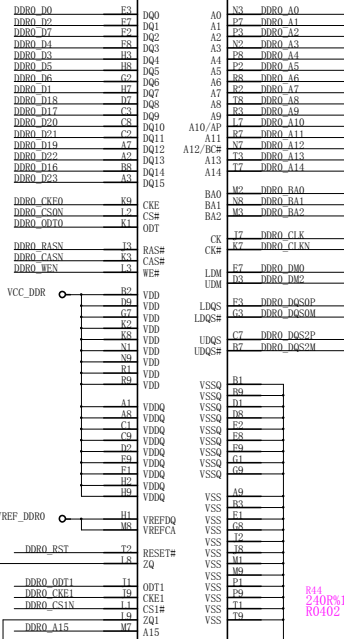 DDR0_D0 E3 DQ0 A0 N3 DDR0_A0
DDR0_D2 F7 DQ1 A1 P7 DDR0_A1
DDR0_D7 F2 DQ2 A2 P3 DDR0_A2
DDR0_D4 F8 DQ3 A3 N2 DDR0_A3
DDR0_D3 H3 DQ4 A4 P8 DDR0_A4
DDR0_D5 H8 DQ5 A5 P2 DDR0_A5
DDR0_D6 G2 DQ6 A6 R8 DDR0_A6
DDR0_D1 H7 DQ7 A7 R2 DDR0_A7
DDR0_D18 D7 DQ8 A8 T8 DDR0_A8
DDR0_D17 C3 DQ9 A9 R3 DDR0_A9
DDR0_D20 C8 DQ10 A10/AP L7 DDR0_A10
DDR0_D21 C2 DQ11 A11 R7 DDR0_A11
DDR0_D19 A7 DQ12 A12/BC# N7 DDR0_A12
DDR0_D22 A2 DQ13 A13 T3 DDR0_A13
DDR0_D16 B8 DQ14 A14 T7 DDR0_A14
DDR0_D23 A3 DQ15
BA0 M2 DDR0_BA0
DDR0_CKE0 K9 CKE BA1 N8 DDR0_BA1
DDR0_CS0N L2 CS# BA2 M3 DDR0_BA2
DDR0_ODT0 K1 ODT
CK J7 DDR0_CLK
DDR0_RASN J3 RAS# CK# K7 DDR0_CLKN
DDR0_CASN K3 CAS#
DDR0_WEN L3 WE# LDM E7 DDR0_DM0
UDM D3 DDR0_DM2
VCC_DDR B2 VDD
D9 VDD LDQS F3 DDR0_DQS0P
G7 VDD LDQS# G3 DDR0_DQS0M
K2 VDD
K8 VDD UDQS C7 DDR0_DQS2P
N1 VDD UDQS# B7 DDR0_DQS2M
N9 VDD
R1 VDD
R9 VDD VSSQ B1
VSSQ B9
A1 VDDQ VSSQ D1
A8 VDDQ VSSQ D8
C1 VDDQ VSSQ E2
C9 VDDQ VSSQ E8
D2 VDDQ VSSQ F9
E9 VDDQ VSSQ G1
F1 VDDQ VSSQ G9
H2 VDDQ
H9 VDDQ VSS A9
VSS B3
VREF_DDR0 H1 VREFDQ VSS E1
M8 VREFCA VSS G8
VSS J2
DDR0_RST T2 RESET# VSS J8
L8 ZQ VSS M1
VSS M9
DDR0_ODT1 J1 ODT1 VSS P1
DDR0_CKE1 J9 CKE1 VSS P9
DDR0_CS1N L1 CS1# VSS T1
L9 ZQ1 VSS T9
DDR0_A15 M7 A15
R44
240R%1
R0402